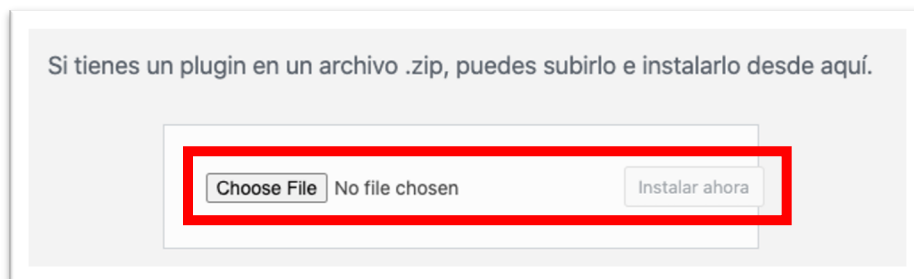 Si tienes un plugin en un archivo .zip, puedes subirlo e instalarlo desde aquí.
Choose File No file chosen Instalar ahora